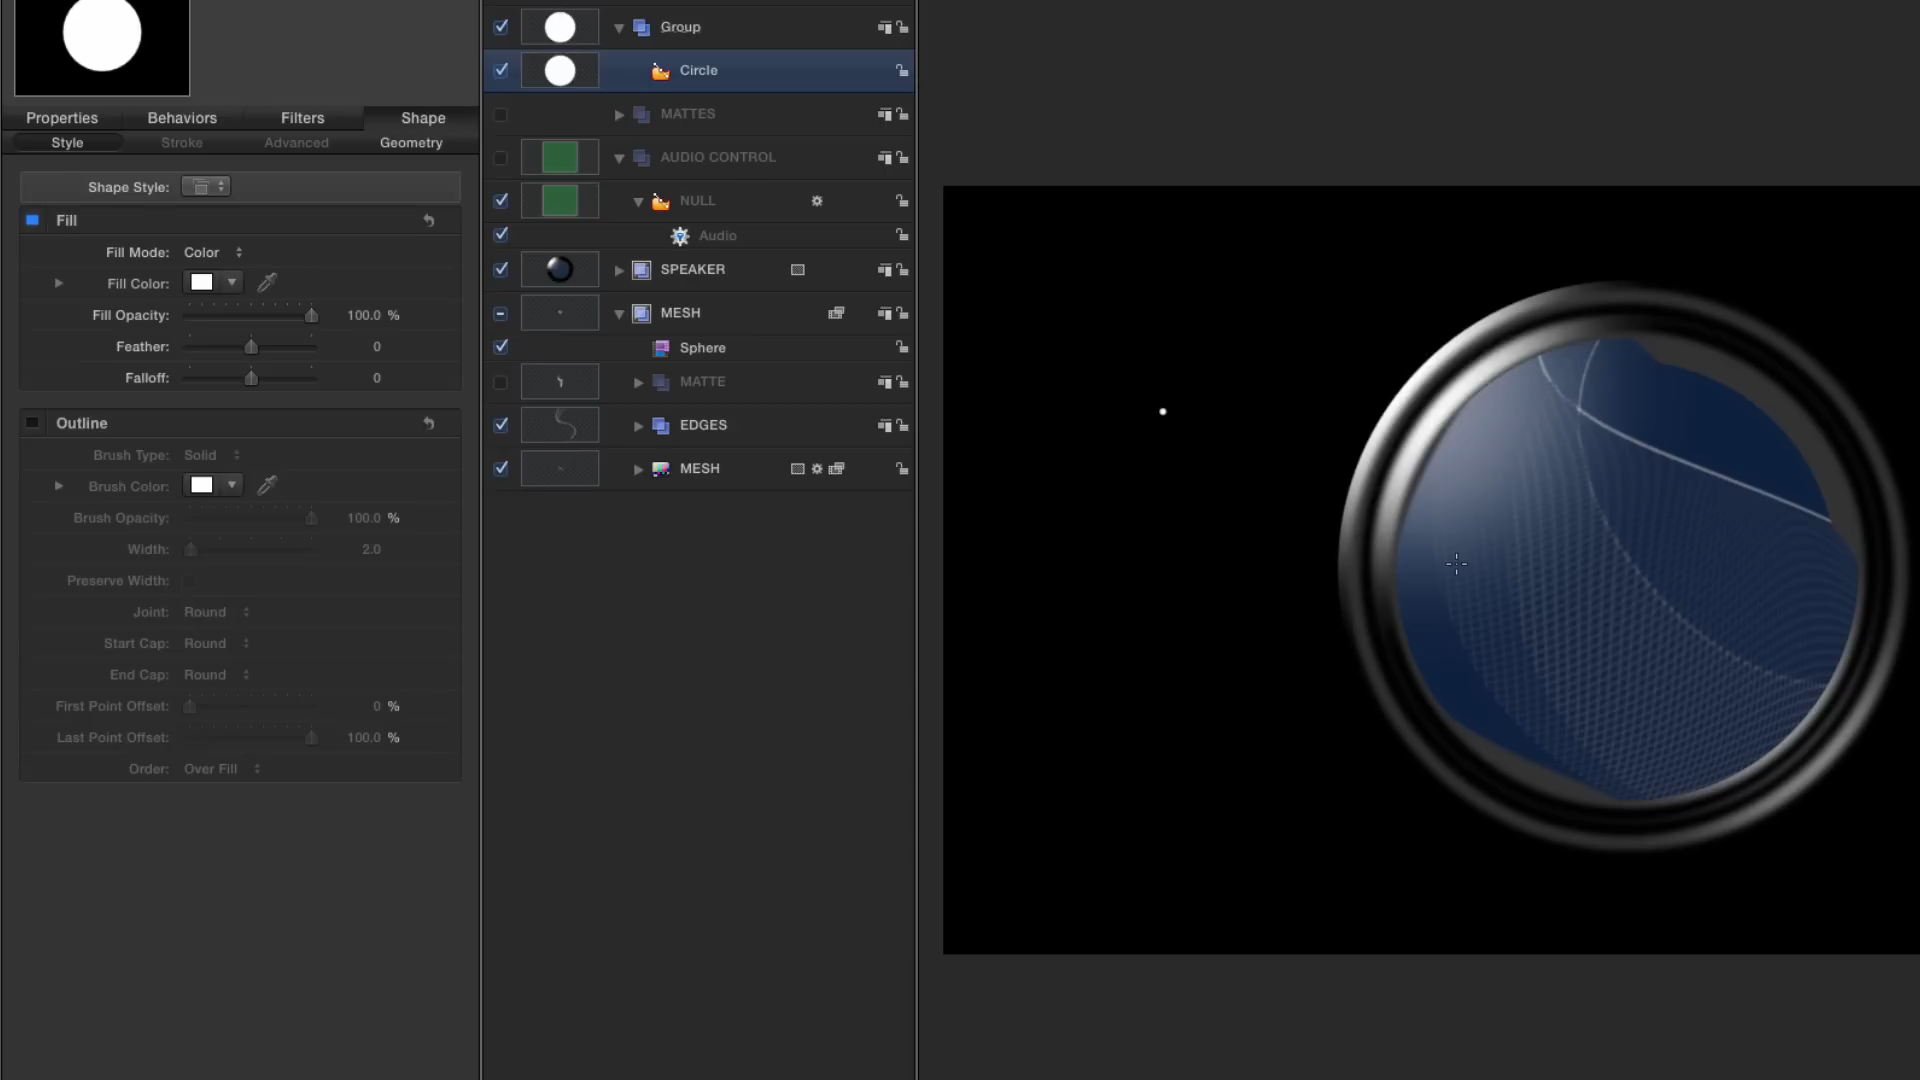 Properties Behaviors Filters Shape
Style Stroke Advanced Geometry
Shape Style:
Fill
Fill Mode: Color
Fill Color:
Fill Opacity: 100.0 %
Feather: 0
Falloff: 0
Outline
Brush Type: Solid
Brush Color:
Brush Opacity: 100.0 %
Width: 2.0
Preserve Width:
Joint: Round
Start Cap: Round
End Cap: Round
First Point Offset: 0 %
Last Point Offset: 100.0 %
Order: Over Fill
Group
Circle
MATTES
AUDIO CONTROL
NULL
Audio
SPEAKER
MESH
Sphere
MATTE
EDGES
MESH